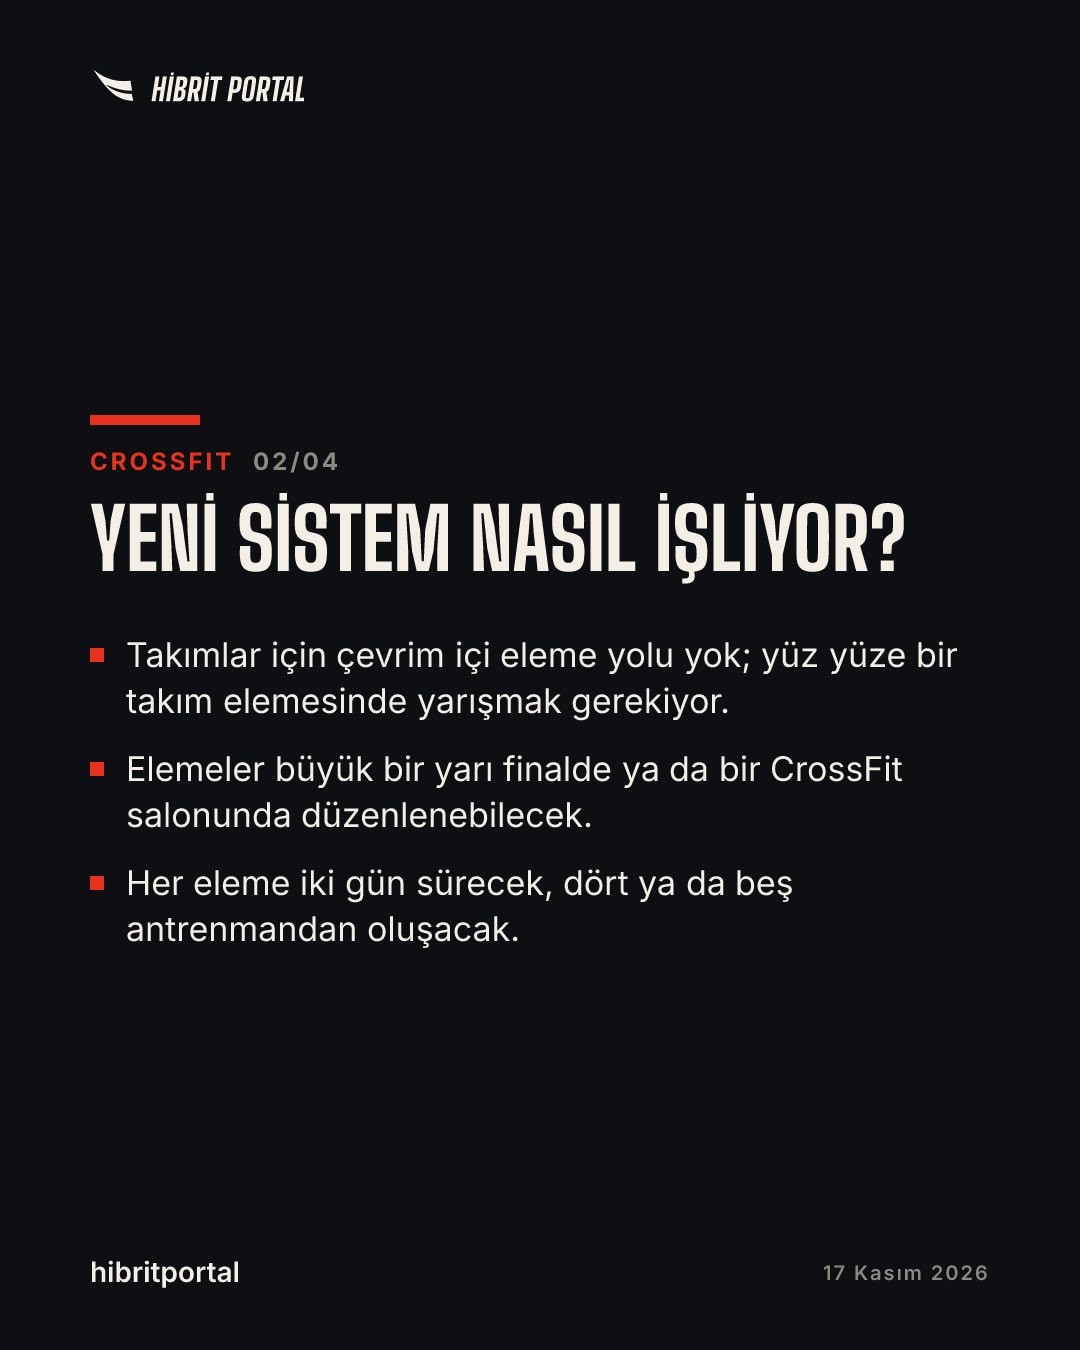 HİBRİT PORTAL
CROSSFIT 02/04
YENİ SİSTEM NASIL İŞLİYOR?
Takımlar için çevrim içi eleme yolu yok; yüz yüze bir
takım elemesinde yarışmak gerekiyor.
Elemeler büyük bir yarı finalde ya da bir CrossFit
salonunda düzenlenebilecek.
Her eleme iki gün sürecek, dört ya da beş
antrenmandan oluşacak.
hibritportal
17 Kasım 2026